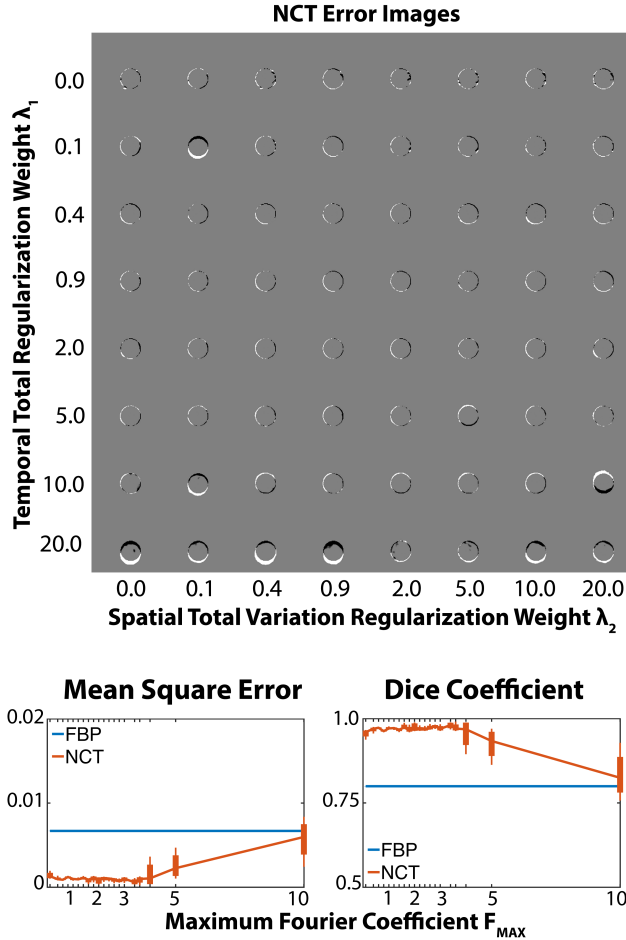 NCT Error Images
Temporal Total Regularization Weight λ1
0.0
0.1
0.4
0.9
2.0
5.0
10.0
20.0
0.0 0.1 0.4 0.9 2.0 5.0 10.0 20.0
Spatial Total Variation Regularization Weight λ2
Mean Square Error
0.02
0.01
0
FBP
NCT
1 2 3 5 10
Dice Coefficient
1.0
0.75
0.5
FBP
NCT
1 2 3 5 10
Maximum Fourier Coefficient FMAX